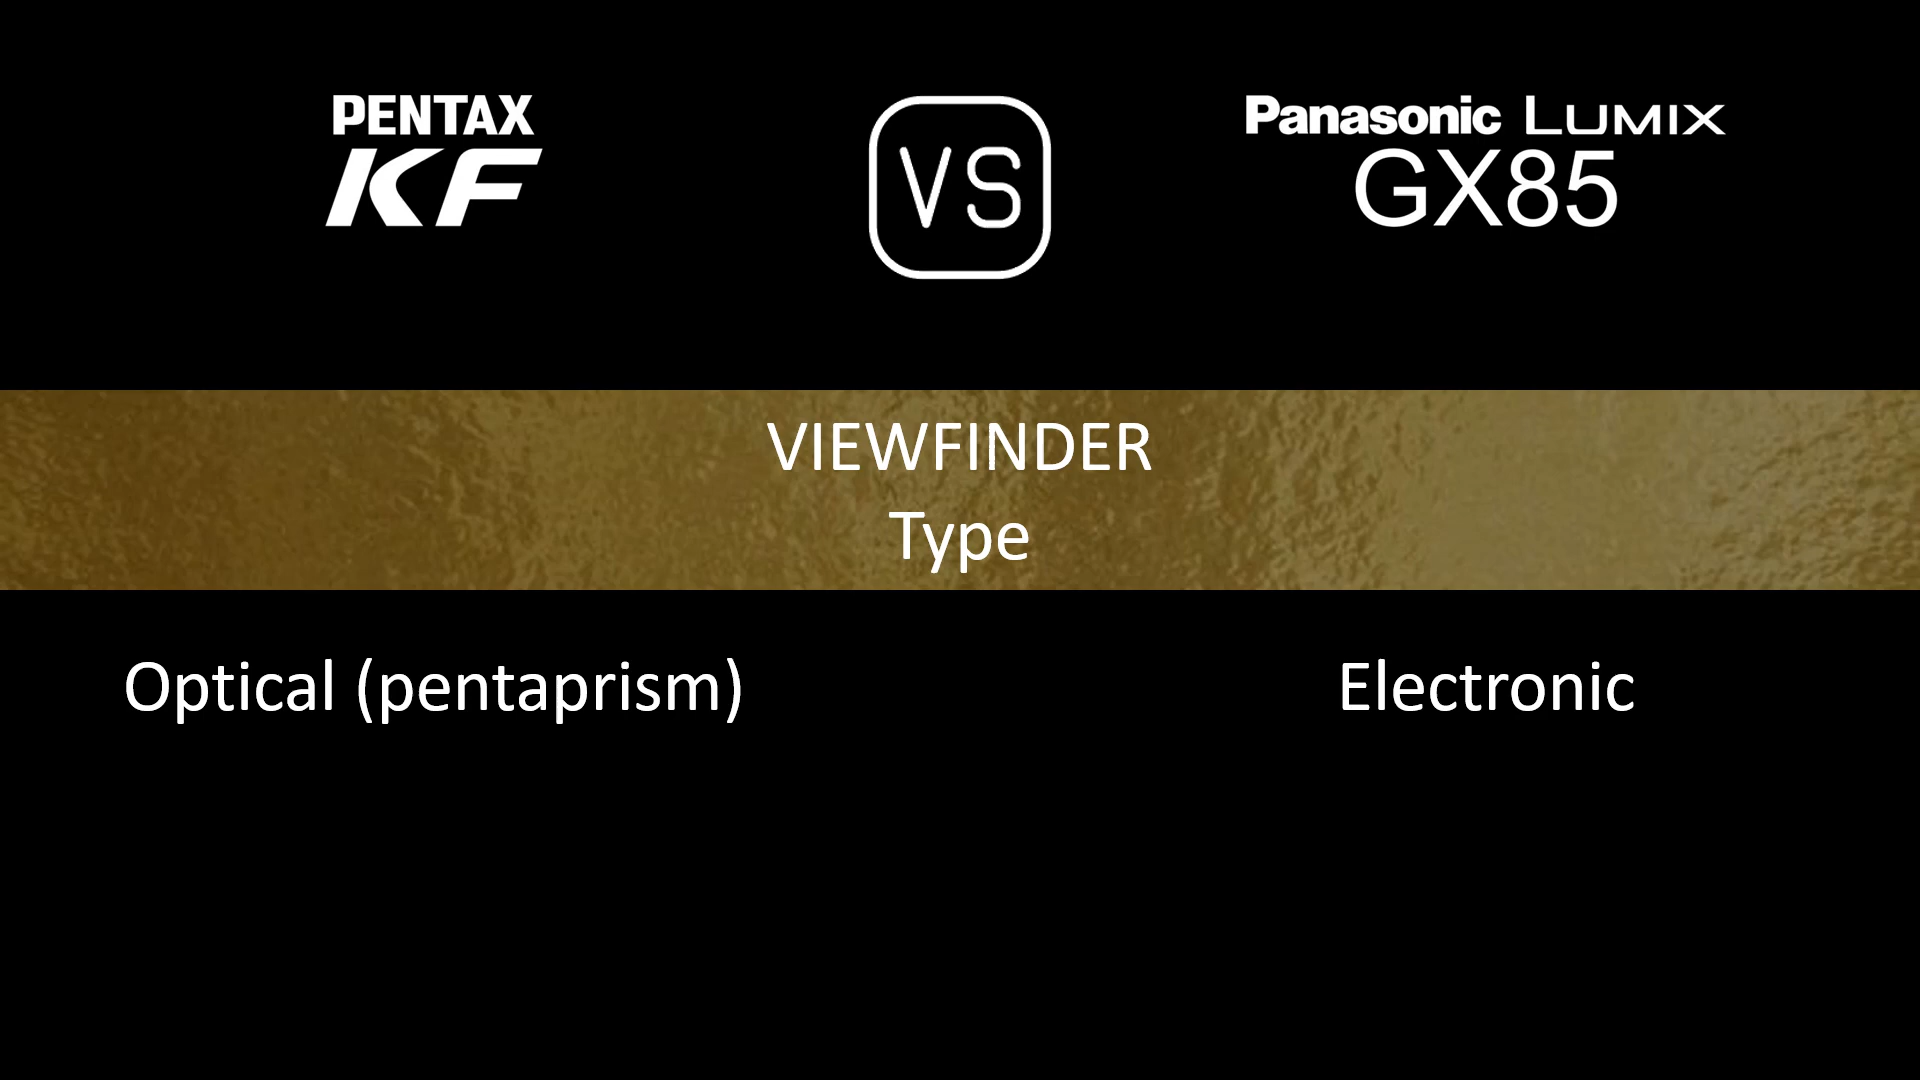 PENTAX
KF
VS
Panasonic LUMIX
GX85
VIEWFINDER
Type
Optical (pentaprism)
Electronic